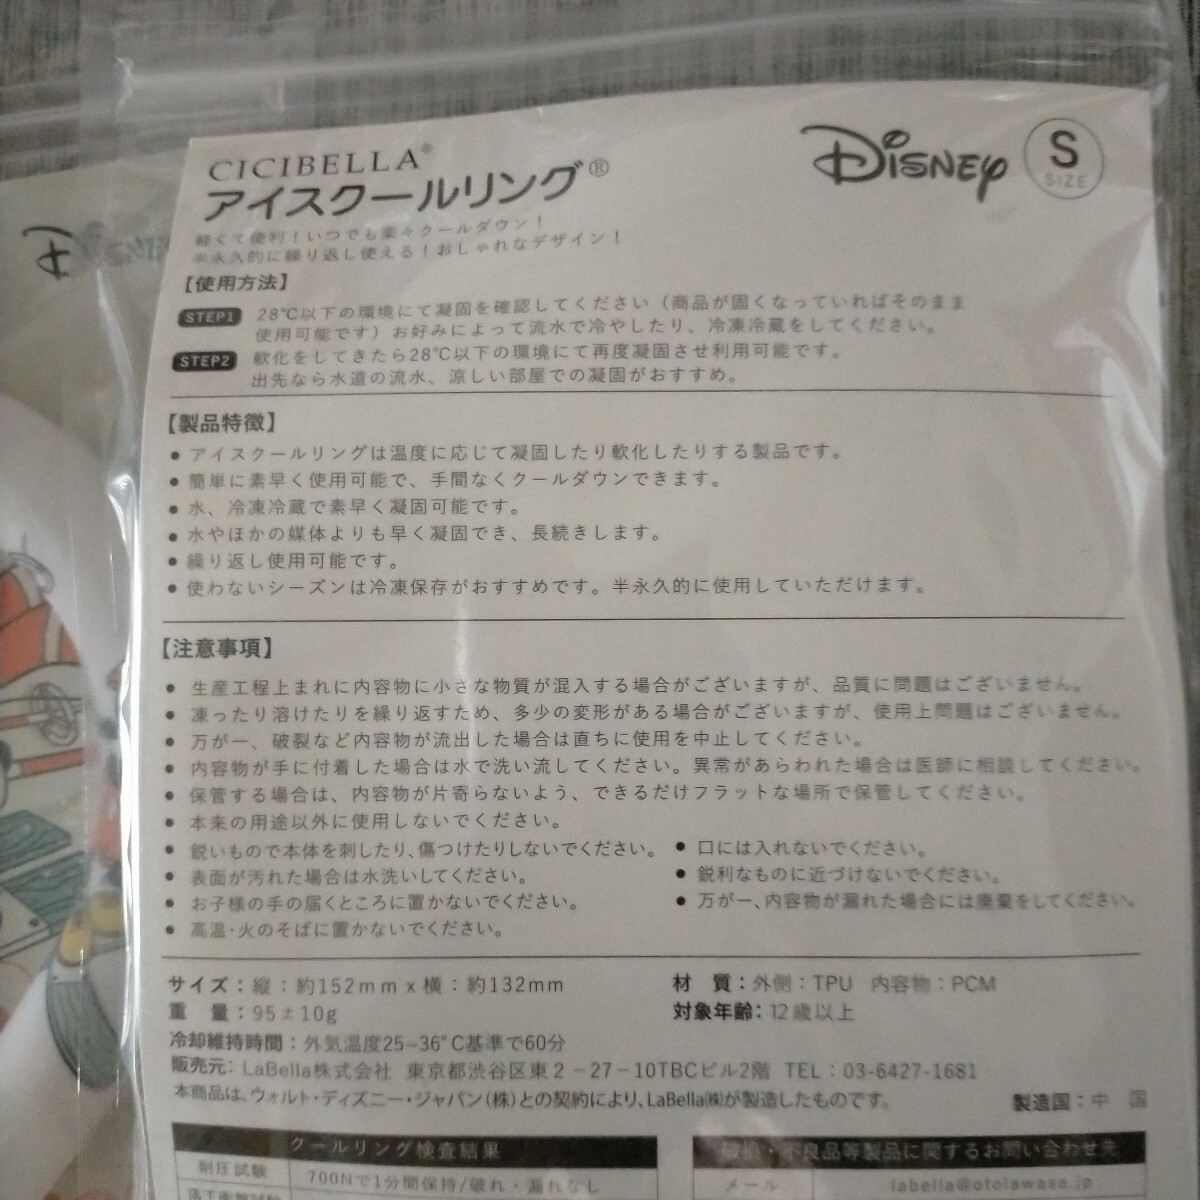 CICIBELLA®
アイスクールリング®
DISNEY
S
SIZE
軽くて便利！いつでも楽々クールダウン！
半永久的に繰り返し使える！おしゃれなデザイン！
【使用方法】
STEP1 28℃以下の環境にて凝固を確認してください（商品が固くなっていればそのまま
使用可能です）お好みによって流水で冷やしたり、冷凍冷蔵をしてください。
STEP2 軟化をしてきたら28℃以下の環境にて再度凝固させ利用可能です。
出先なら水道の流水、涼しい部屋での凝固がおすすめ。
【製品特徴】
● アイスクールリングは温度に応じて凝固したり軟化したりする製品です。
● 簡単に素早く使用可能で、手間なくクールダウンできます。
● 水、冷凍冷蔵で素早く凝固可能です。
● 水やほかの媒体よりも早く凝固でき、長続きします。
● 繰り返し使用可能です。
● 使わないシーズンは冷凍保存がおすすめです。半永久的に使用していただけます。
【注意事項】
● 生産工程上まれに内容物に小さな物質が混入する場合がございますが、品質に問題はございません。
● 凍ったり溶けたりを繰り返すため、多少の変形がある場合がございますが、使用上問題はございません。
● 万が一、破裂など内容物が流出した場合は直ちに使用を中止してください。
● 内容物が手に付着した場合は水で洗い流してください。異常があらわれた場合は医師に相談してください。
● 保管する場合は、内容物が片寄らないよう、できるだけフラットな場所で保管してください。
● 本来の用途以外に使用しないでください。
● 鋭いもので本体を刺したり、傷つけたりしないでください。
● 表面が汚れた場合は水洗いしてください。
● お子様の手の届くところに置かないでください。
● 高温・火のそばに置かないでください。
● 口には入れないでください。
● 鋭利なものに近づけないでください。
● 万が一、内容物が漏れた場合には廃棄をしてください。
サイズ：縦：約152mm x 横：約132mm
重 量：95±10g
材 質：外側：TPU 内容物：PCM
対象年齢：12歳以上
冷却維持時間：外気温度25-36°C基準で60分
販売元：LaBella株式会社 東京都渋谷区東2-27-10TBCビル2階 TEL：03-6427-1681
本商品は、ウォルト・ディズニー・ジャパン（株）との契約により、LaBella㈱が製造したものです。
製造国：中 国
クールリング検査結果
耐圧試験 700Nで1分間保持/破れ・漏れなし
落下衝撃試験
破損・不良品等製品に関するお問い合わせ先
メール labella@otolawase.jp